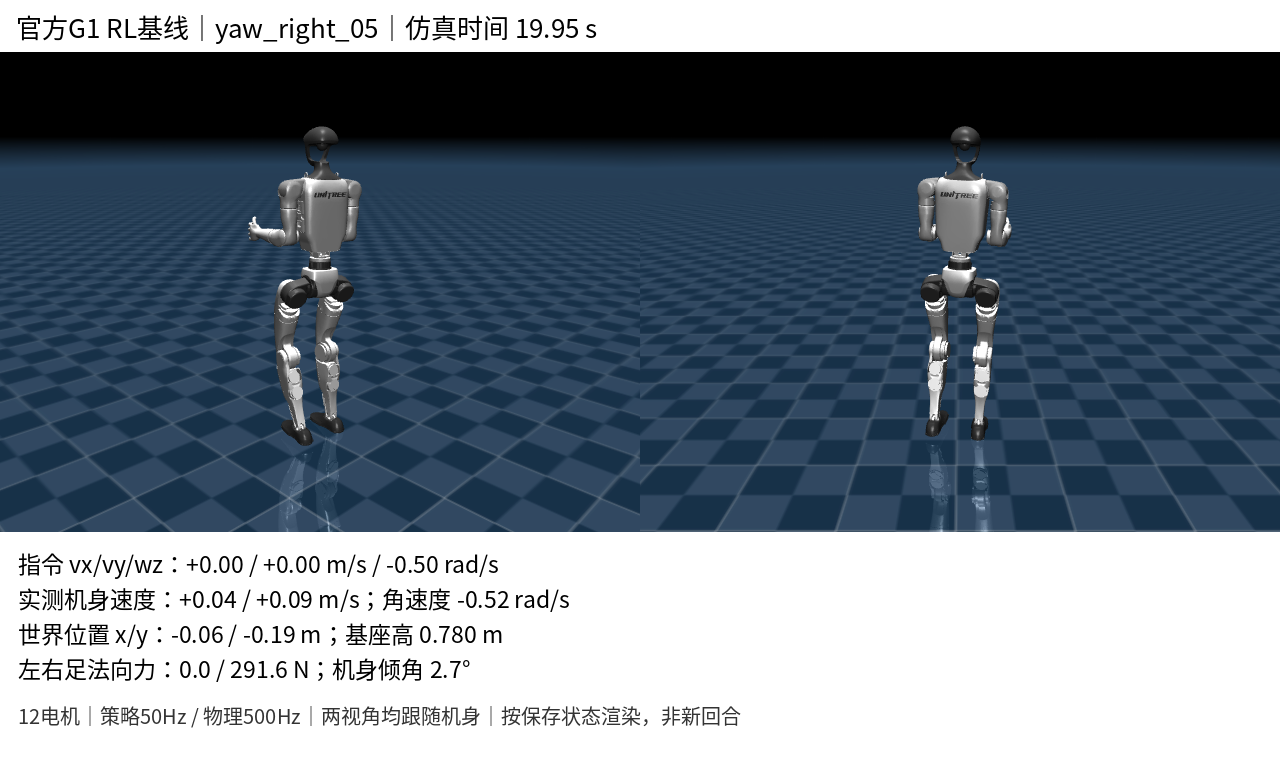 官方G1 RL基线｜yaw_right_05｜仿真时间 19.95 s
UNITREE
UNITREE
指令 vx/vy/wz：+0.00 / +0.00 m/s / -0.50 rad/s
实测机身速度：+0.04 / +0.09 m/s；角速度 -0.52 rad/s
世界位置 x/y：-0.06 / -0.19 m；基座高 0.780 m
左右足法向力：0.0 / 291.6 N；机身倾角 2.7°
12电机｜策略50Hz / 物理500Hz｜两视角均跟随机身｜按保存状态渲染，非新回合